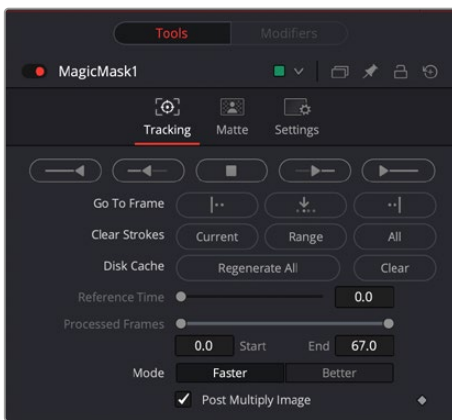 Tools Modifiers
MagicMask1
Tracking Matte Settings
Go To Frame
Clear Strokes Current Range All
Disk Cache Regenerate All Clear
Reference Time 0.0
Processed Frames
0.0 Start End 67.0
Mode Faster Better
Post Multiply Image